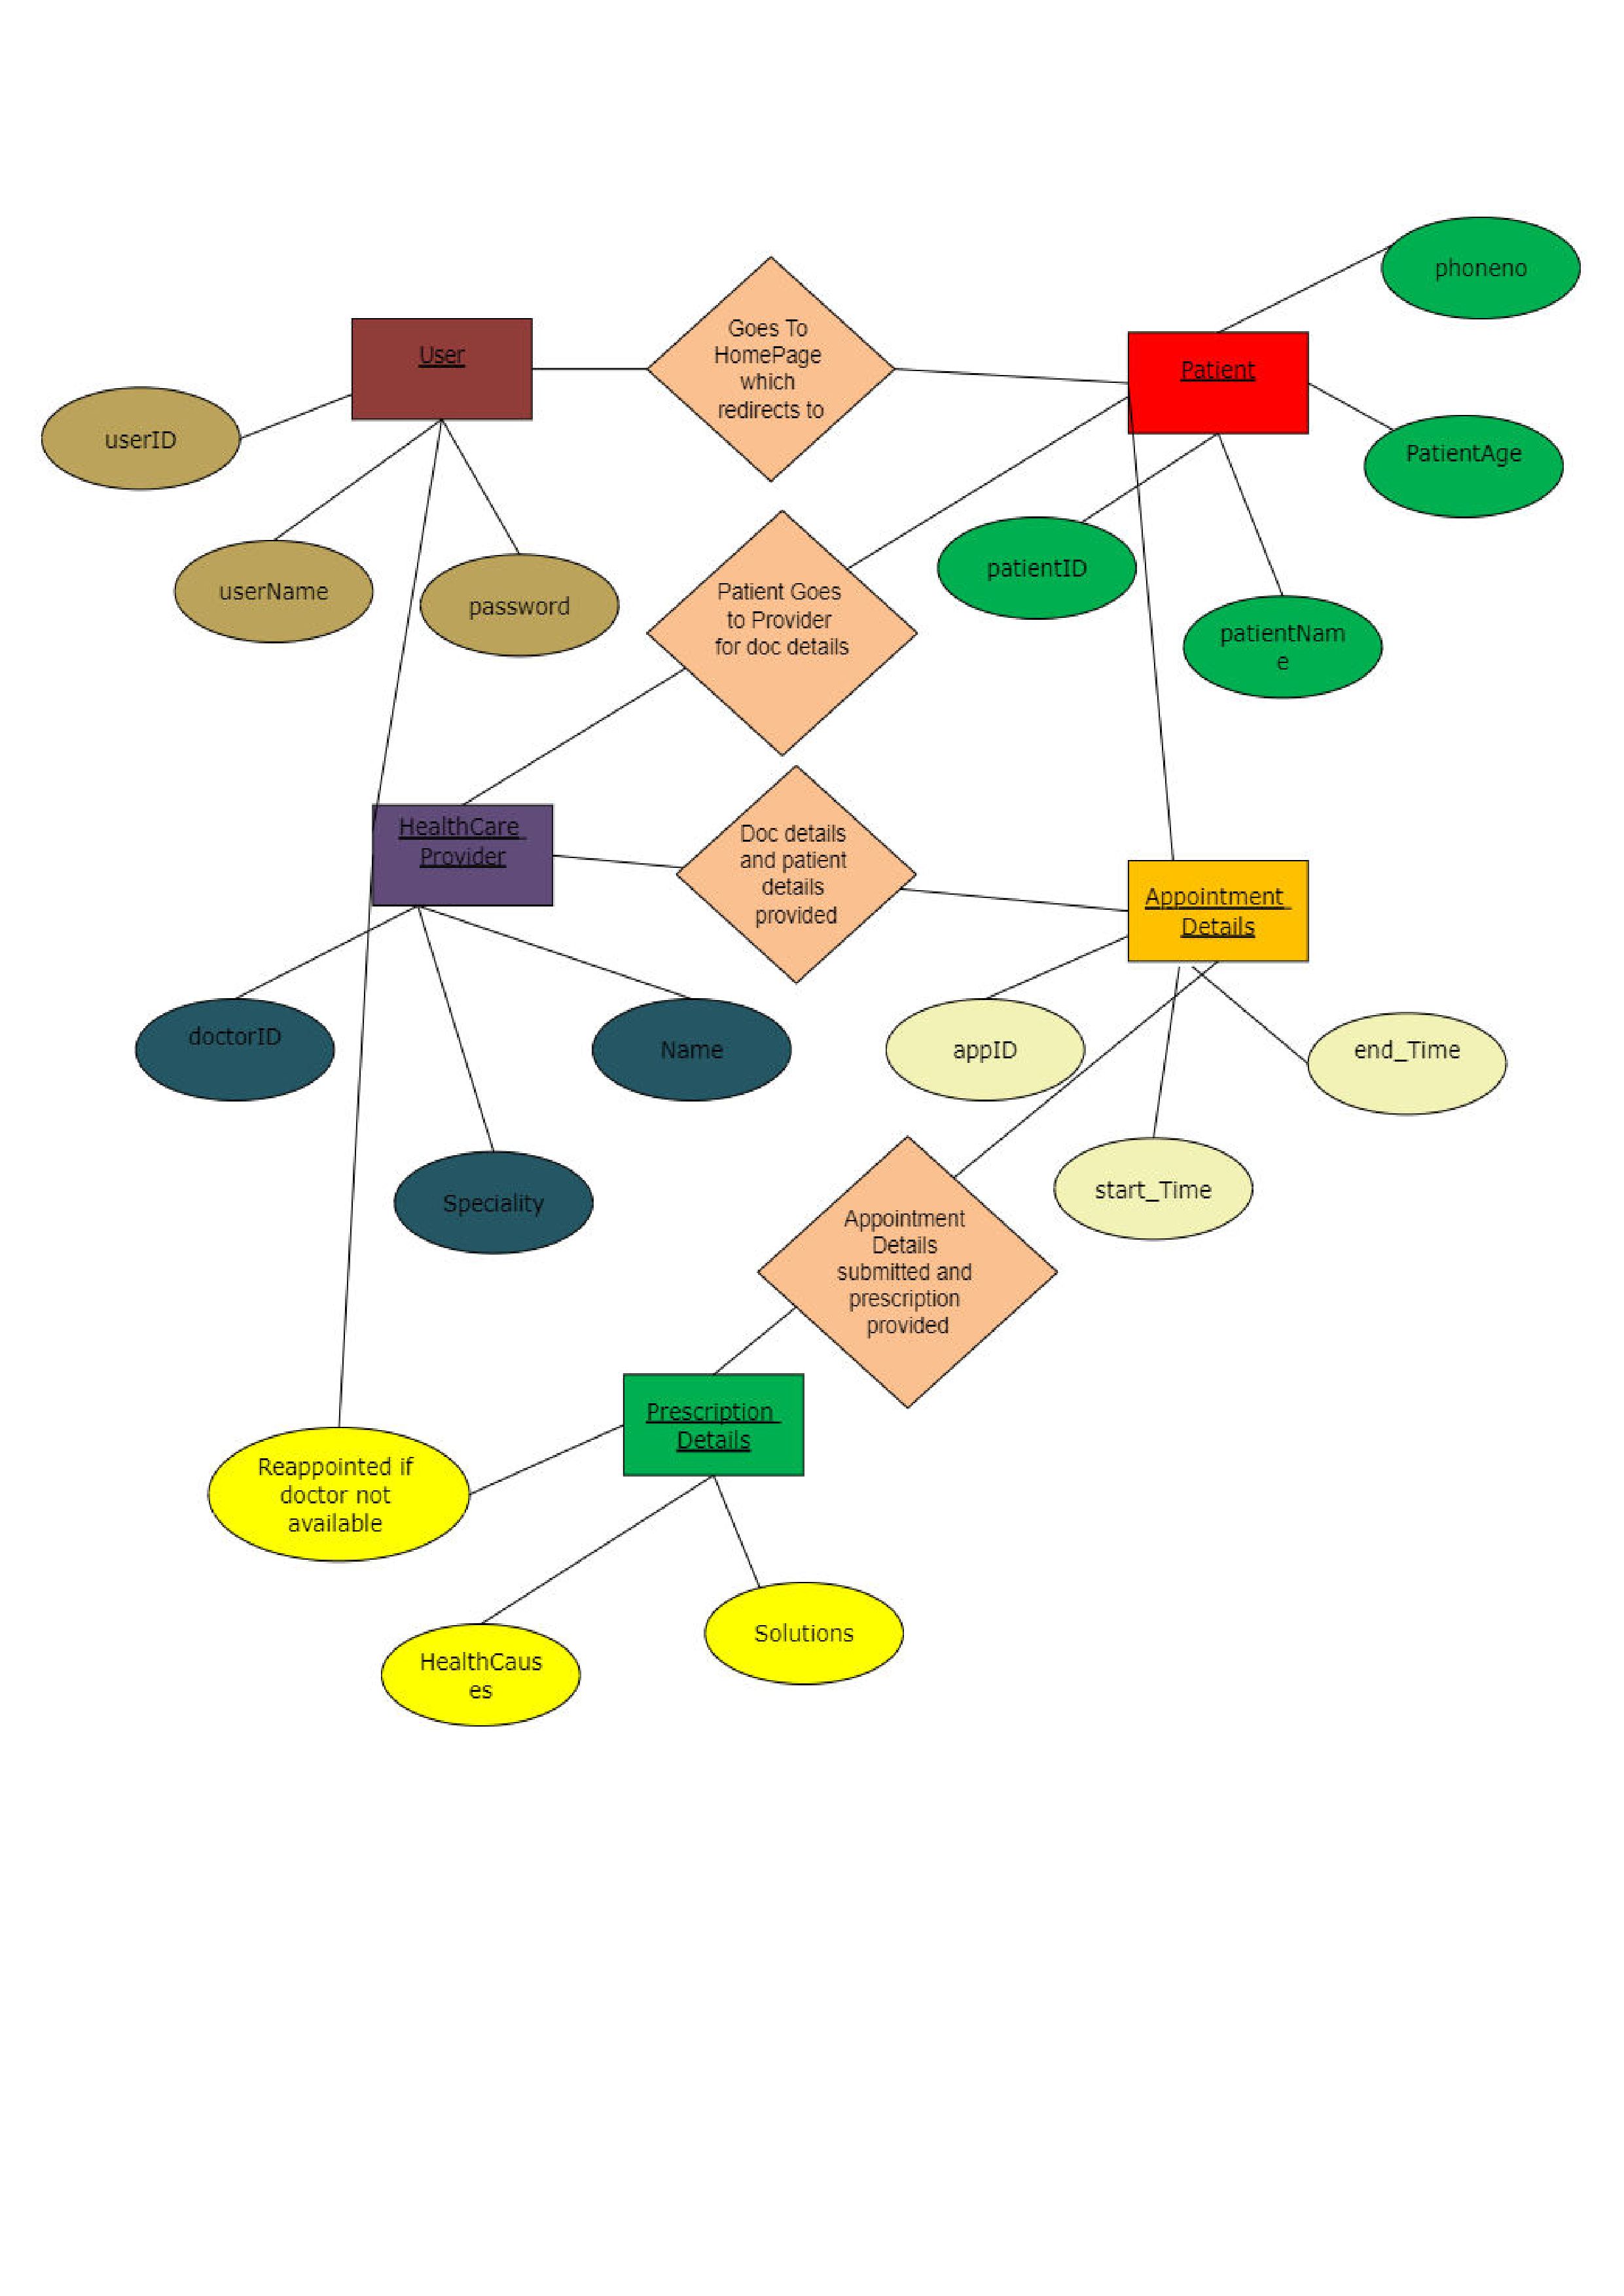 phoneno
Goes To
HomePage
which
redirects to
User
Patient
userID
PatientAge
userName
password
patientID
Patient Goes
to Provider
for doc details
patientNam
e
HealthCare
Provider
Doc details
and patient
details
provided
Appointment
Details
doctorID
Name
appID
end_Time
Speciality
start_Time
Appointment
Details
submitted and
prescription
provided
Prescription
Details
Reappointed if
doctor not
available
Solutions
HealthCaus
es